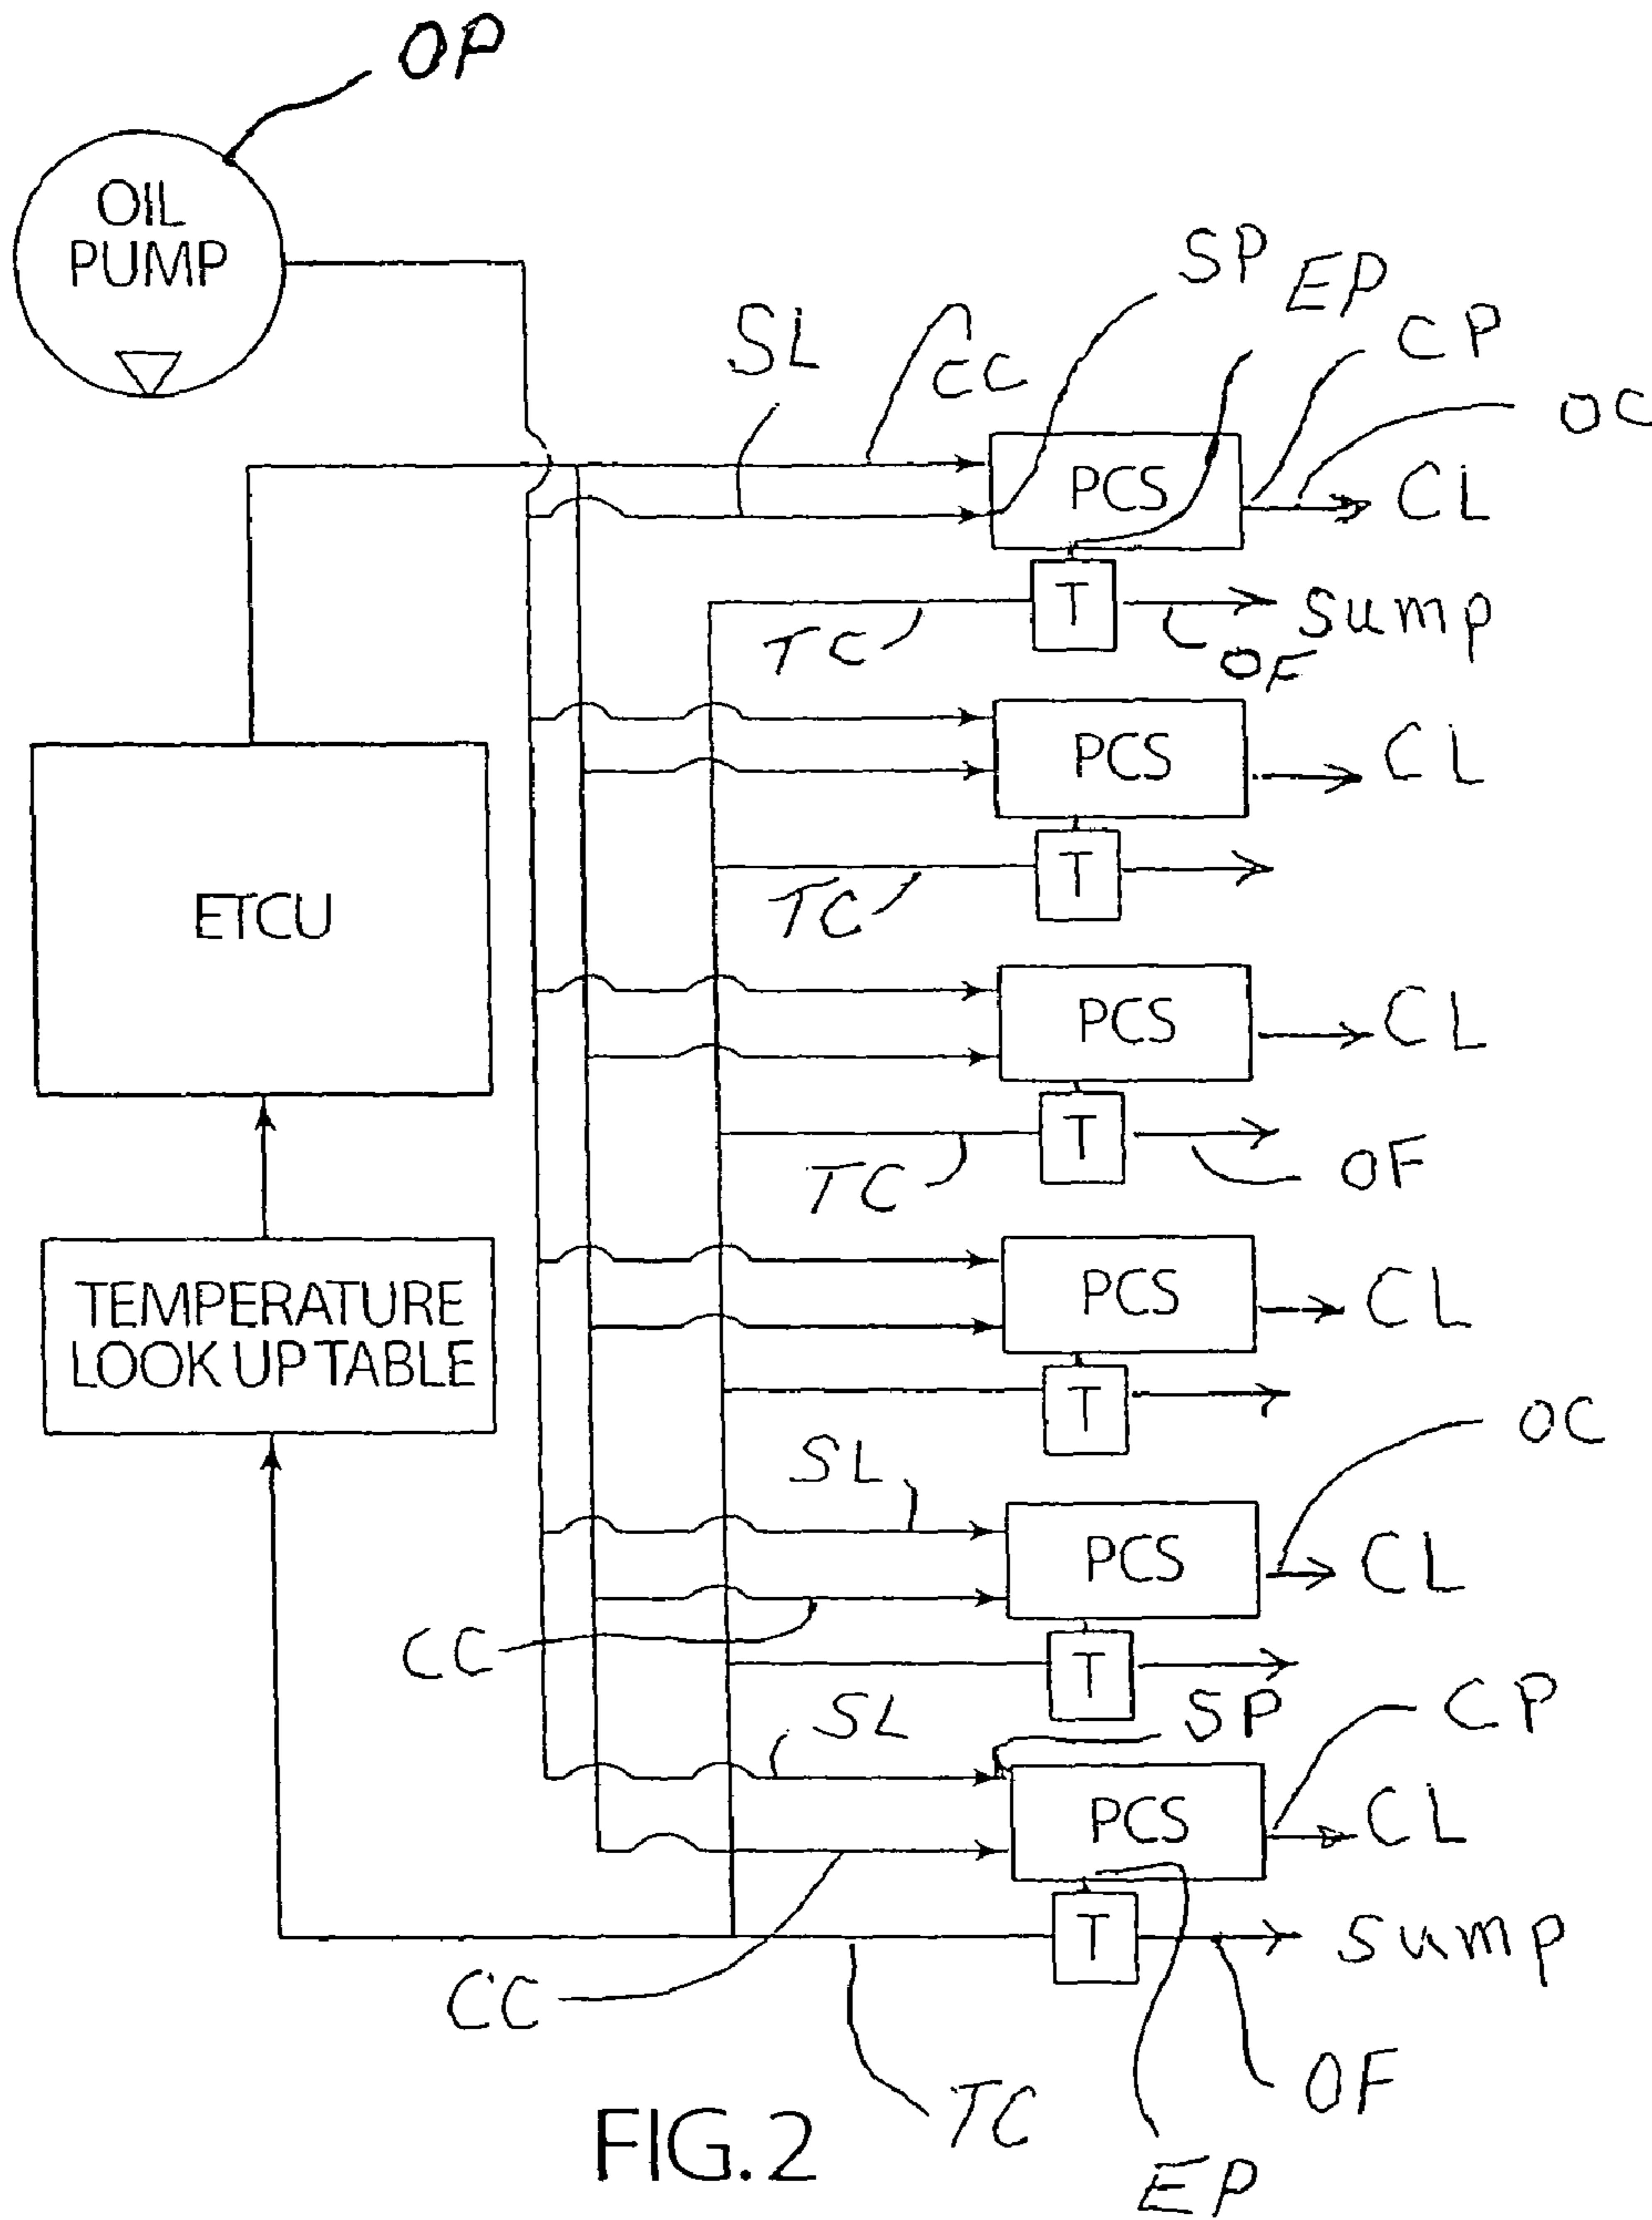 OP
OIL
PUMP
SP
EP
CP
SL
CC
OC
PCS
CL
T
Sump
TC
OF
PCS
CL
T
TC
ETCU
PCS
CL
T
TC
OF
TEMPERATURE
LOOK UP TABLE
PCS
CL
T
OC
SL
PCS
CL
CC
T
SL
SP
CP
PCS
CL
T
Sump
CC
TC
OF
EP
FIG. 2